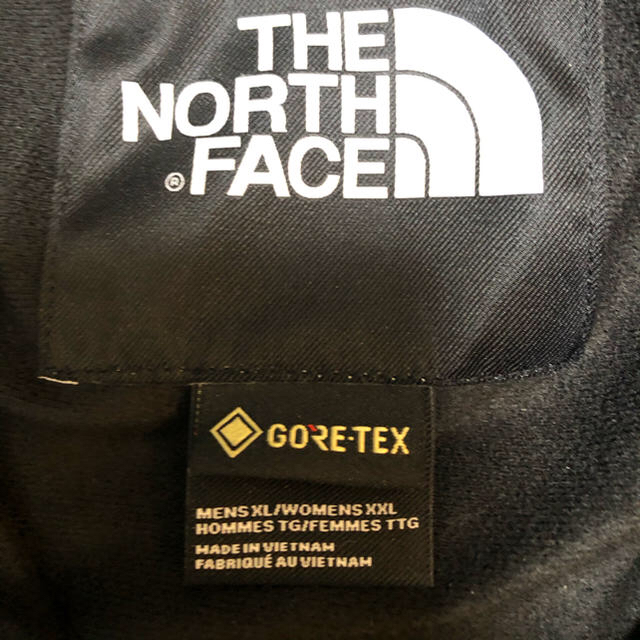 THE
NORTH
®FACE
GORE-TEX
MENS XL/WOMENS XXL
HOMMES TG/FEMMES TTG
MADE IN VIETNAM
FABRIQUÉ AU VIETNAM